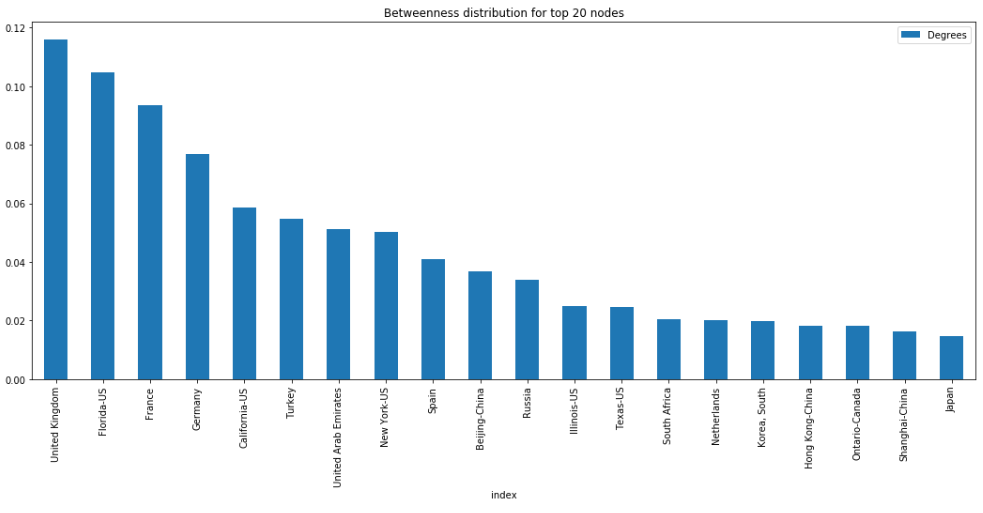 Betweenness distribution for top 20 nodes
Degrees
0.12
0.10
0.08
0.06
0.04
0.02
0.00
United Kingdom
Florida-US
France
Germany
California-US
Turkey
United Arab Emirates
New York-US
Spain
Beijing-China
Russia
Illinois-US
Texas-US
South Africa
Netherlands
Korea, South
Hong Kong-China
Ontario-Canada
Shanghai-China
Japan
index